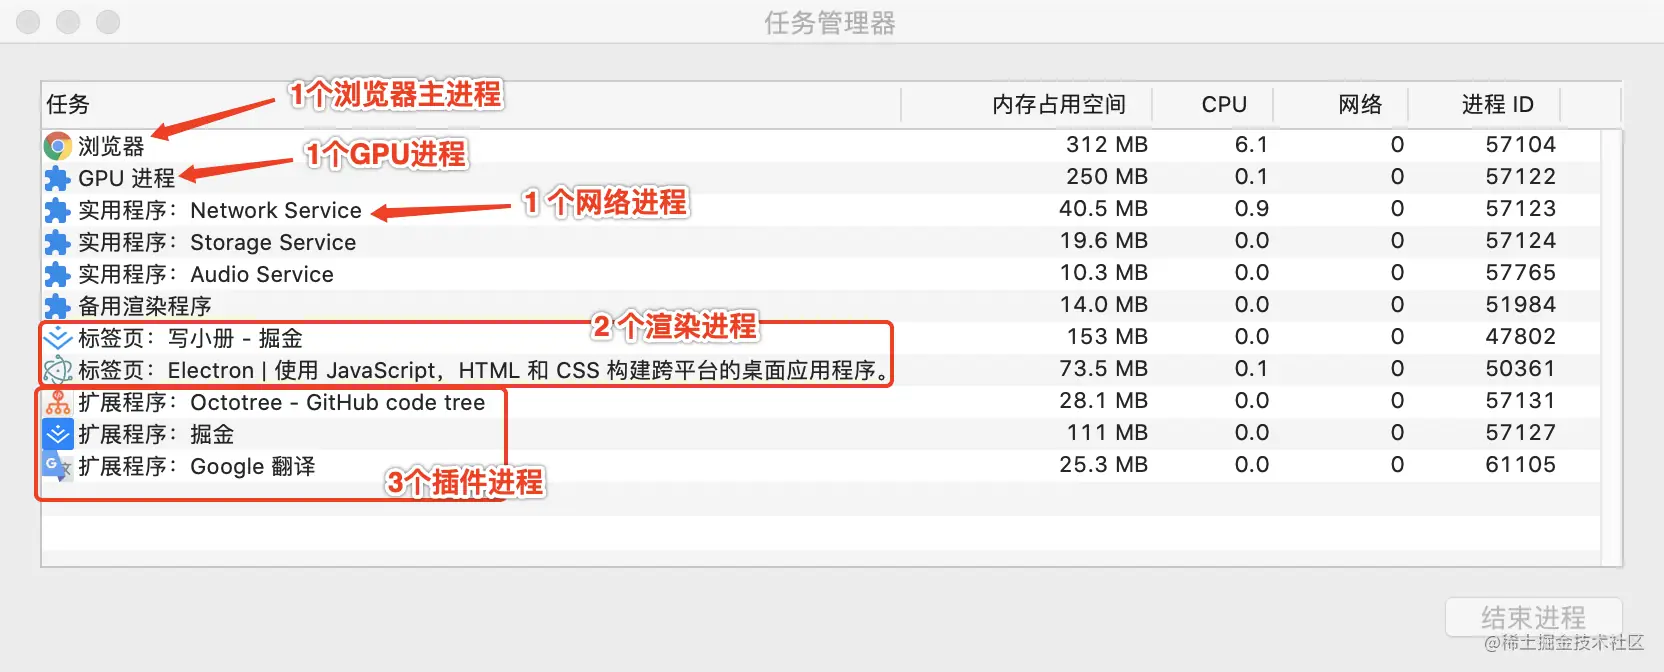 任务管理器
任务 内存占用空间 CPU 网络 进程 ID
1个浏览器主进程
浏览器 312 MB 6.1 0 57104
1个GPU进程
GPU 进程 250 MB 0.1 0 57122
1 个网络进程
实用程序：Network Service 40.5 MB 0.9 0 57123
实用程序：Storage Service 19.6 MB 0.0 0 57124
实用程序：Audio Service 10.3 MB 0.0 0 57765
备用渲染程序 14.0 MB 0.0 0 51984
2 个渲染进程
标签页：写小册 - 掘金 153 MB 0.0 0 47802
标签页：Electron | 使用 JavaScript，HTML 和 CSS 构建跨平台的桌面应用程序。 73.5 MB 0.1 0 50361
扩展程序：Octotree - GitHub code tree 28.1 MB 0.0 0 57131
扩展程序：掘金 111 MB 0.0 0 57127
扩展程序：Google 翻译 25.3 MB 0.0 0 61105
3个插件进程
结束进程
@稀土掘金技术社区